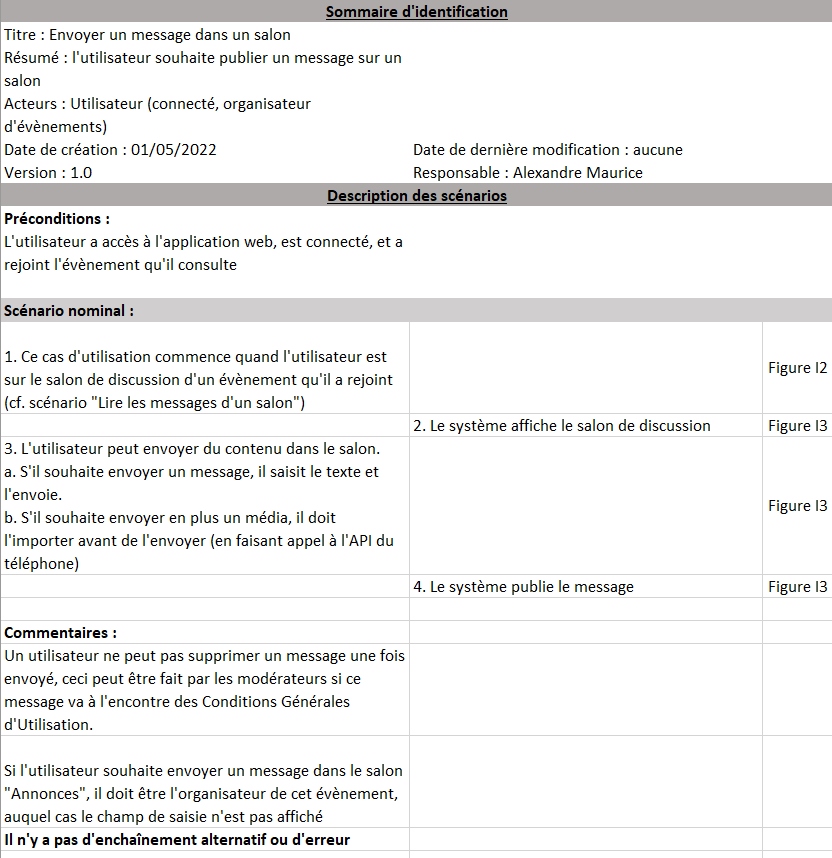 Sommaire d'identification
Titre : Envoyer un message dans un salon
Résumé : l'utilisateur souhaite publier un message sur un
salon
Acteurs : Utilisateur (connecté, organisateur
d'évènements)
Date de création : 01/05/2022
Date de dernière modification : aucune
Version : 1.0
Responsable : Alexandre Maurice
Description des scénarios
Préconditions :
L'utilisateur a accès à l'application web, est connecté, et a
rejoint l'évènement qu'il consulte
Scénario nominal :
1. Ce cas d'utilisation commence quand l'utilisateur est
sur le salon de discussion d'un évènement qu'il a rejoint
(cf. scénario "Lire les messages d'un salon")
Figure I2
2. Le système affiche le salon de discussion
Figure I3
3. L'utilisateur peut envoyer du contenu dans le salon.
a. S'il souhaite envoyer un message, il saisit le texte et
l'envoie.
b. S'il souhaite envoyer en plus un média, il doit
l'importer avant de l'envoyer (en faisant appel à l'API du
téléphone)
Figure I3
4. Le système publie le message
Figure I3
Commentaires :
Un utilisateur ne peut pas supprimer un message une fois
envoyé, ceci peut être fait par les modérateurs si ce
message va à l'encontre des Conditions Générales
d'Utilisation.
Si l'utilisateur souhaite envoyer un message dans le salon
"Annonces", il doit être l'organisateur de cet évènement,
auquel cas le champ de saisie n'est pas affiché
Il n'y a pas d'enchaînement alternatif ou d'erreur